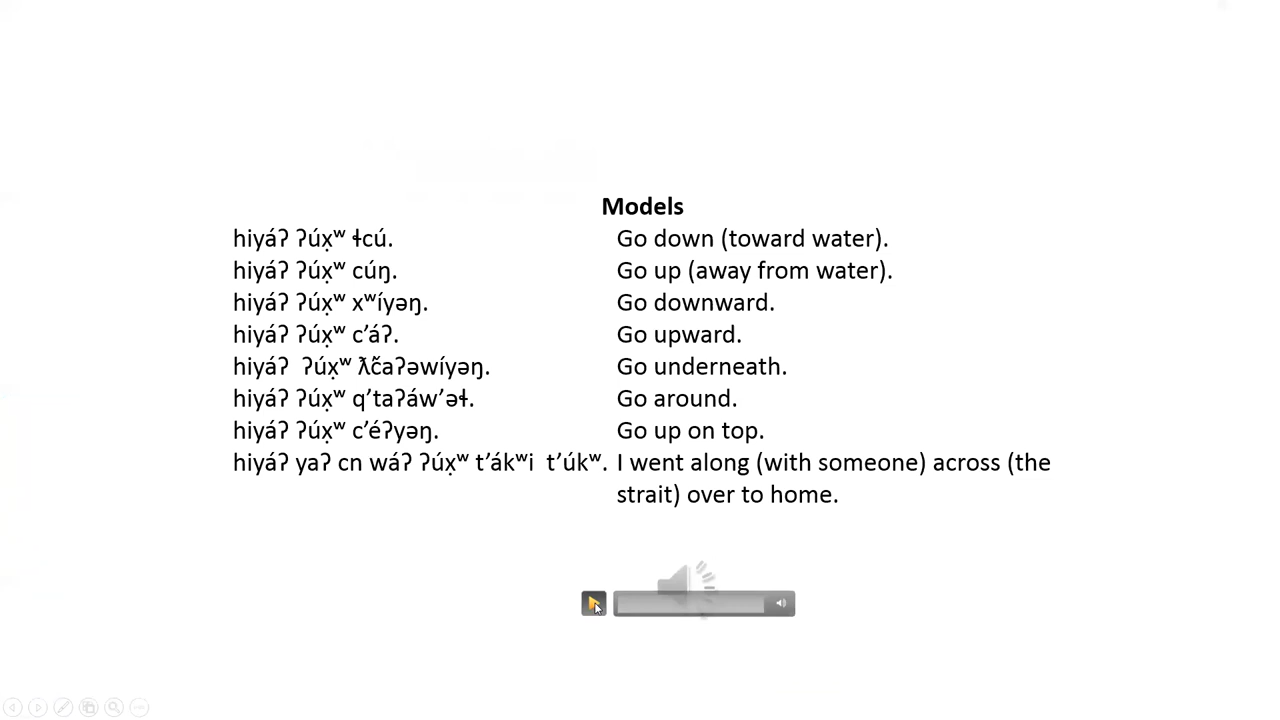 Models
hiyáʔ ʔúx̣ʷ ɬcú. Go down (toward water).
hiyáʔ ʔúx̣ʷ cúŋ. Go up (away from water).
hiyáʔ ʔúx̣ʷ xʷíyəŋ. Go downward.
hiyáʔ ʔúx̣ʷ c’áʔ. Go upward.
hiyáʔ  ʔúx̣ʷ ƛ̕č̕aʔəwíyəŋ. Go underneath.
hiyáʔ ʔúx̣ʷ q’taʔáw’əɬ. Go around.
hiyáʔ ʔúx̣ʷ c’éʔyəŋ. Go up on top.
hiyáʔ yaʔ cn wáʔ ʔúx̣ʷ t’ákʷi  t’úkʷ. I went along (with someone) across (the
strait) over to home.